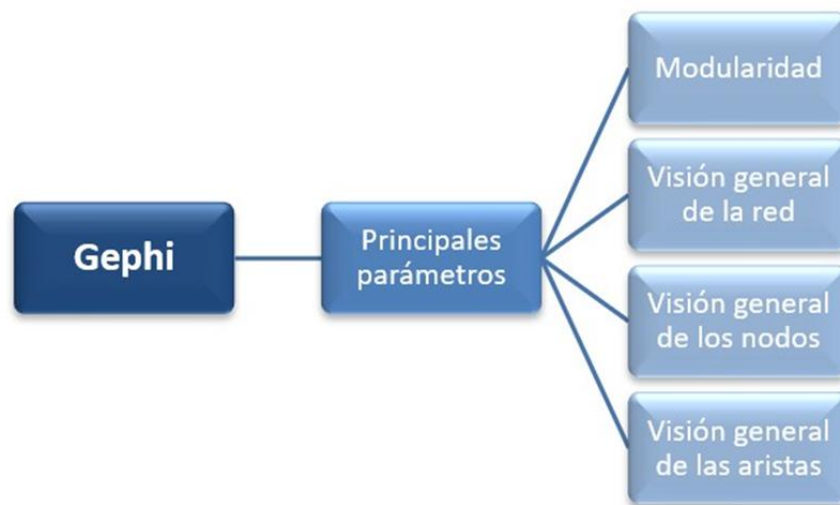 Gephi
Principales
parámetros
Modularidad
Visión general
de la red
Visión general
de los nodos
Visión general
de las aristas